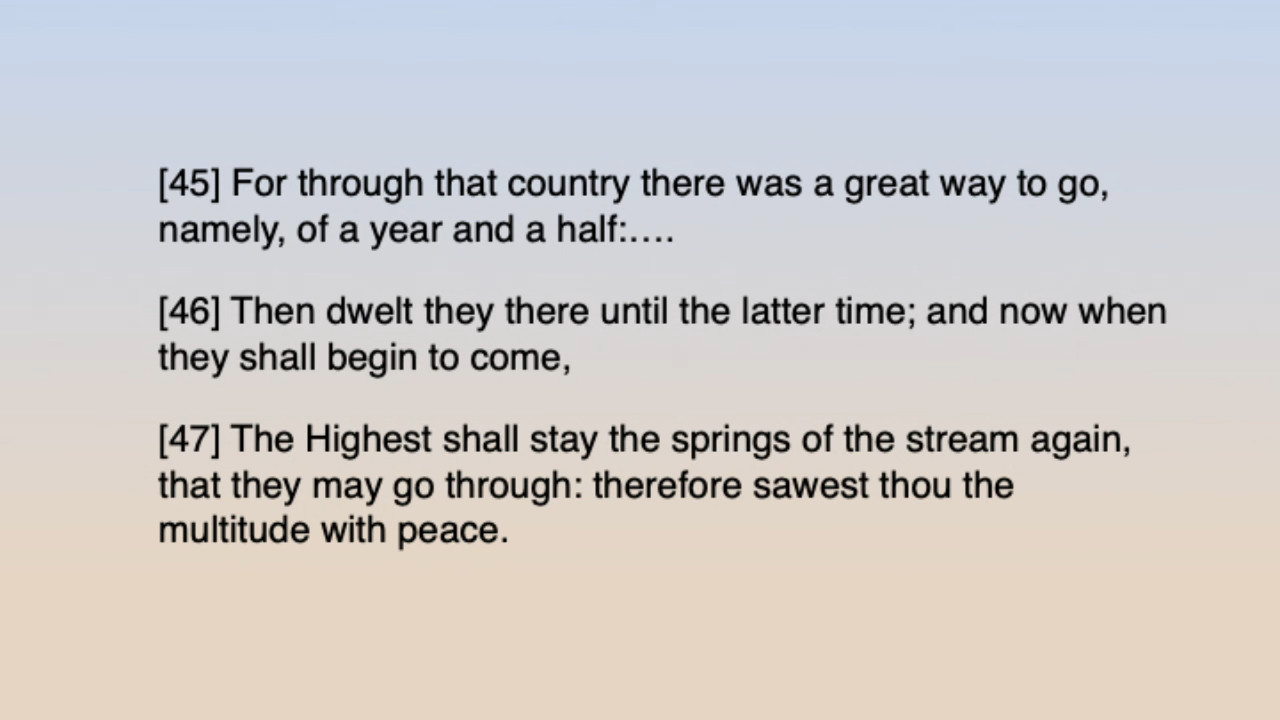 [45] For through that country there was a great way to go,
namely, of a year and a half:....
[46] Then dwelt they there until the latter time; and now when
they shall begin to come,
[47] The Highest shall stay the springs of the stream again,
that they may go through: therefore sawest thou the
multitude with peace.